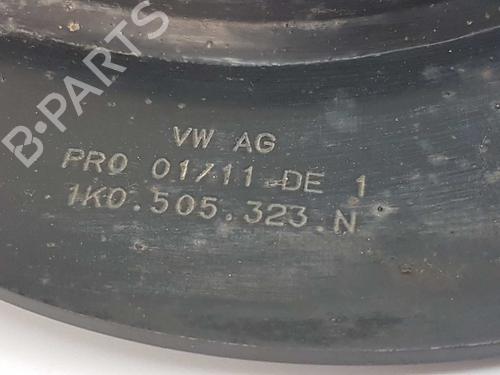 B-PARTS
VW AG
PRO 01/11 DE 1
1K0.505.323.N